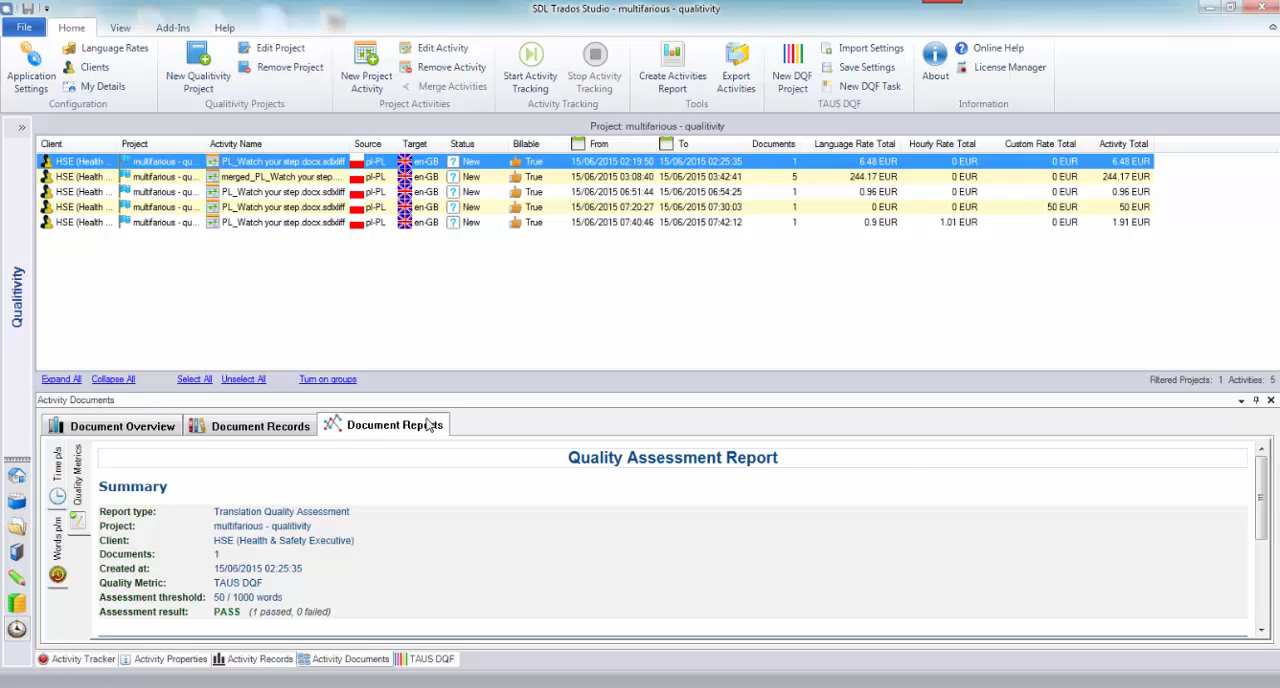 SDL Trados Studio - multifarious - qualitivity
File Home View Add-Ins Help
Application Settings
Language Rates
Clients
My Details
Configuration
New Qualitivity Project
Edit Project
Remove Project
Qualitivity Projects
New Project Activity
Edit Activity
Remove Activity
Merge Activities
Project Activities
Start Activity Tracking
Stop Activity Tracking
Activity Tracking
Create Activities Report
Export Activities
Tools
New DQF Project
Import Settings
Save Settings
New DQF Task
TAUS DQF
About
Online Help
License Manager
Information
Project: multifarious - qualitivity
Client Project Activity Name Source Target Status Billable From To Documents Language Rate Total Hourly Rate Total Custom Rate Total Activity Total
HSE (Health ... multifarious - qu... PL_Watch your step.docx.sdlxliff pl-PL en-GB New True 15/06/2015 02:19:50 15/06/2015 02:25:35 1 6.48 EUR 0 EUR 0 EUR 6.48 EUR
HSE (Health ... multifarious - qu... merged_PL_Watch your step.... pl-PL en-GB New True 15/06/2015 03:08:40 15/06/2015 03:42:41 5 244.17 EUR 0 EUR 0 EUR 244.17 EUR
HSE (Health ... multifarious - qu... PL_Watch your step.docx.sdlxliff pl-PL en-GB New True 15/06/2015 06:51:44 15/06/2015 06:54:25 1 0.96 EUR 0 EUR 0 EUR 0.96 EUR
HSE (Health ... multifarious - qu... PL_Watch your step.docx.sdlxliff pl-PL en-GB New True 15/06/2015 07:20:27 15/06/2015 07:30:03 1 0 EUR 0 EUR 50 EUR 50 EUR
HSE (Health ... multifarious - qu... PL_Watch your step.docx.sdlxliff pl-PL en-GB New True 15/06/2015 07:40:46 15/06/2015 07:42:12 1 0.9 EUR 1.01 EUR 0 EUR 1.91 EUR
Qualitivity
Expand All Collapse All Select All Unselect All Turn on groups Filtered Projects: 1 Activities: 5
Activity Documents
Document Overview Document Records Document Reports
Time p/s
Words p/m
Quality Metrics
Quality Assessment Report
Summary
Report type: Translation Quality Assessment
Project: multifarious - qualitivity
Client: HSE (Health & Safety Executive)
Documents: 1
Created at: 15/06/2015 02:25:35
Quality Metric: TAUS DQF
Assessment threshold: 50 / 1000 words
Assessment result: PASS (1 passed, 0 failed)
Activity Tracker Activity Properties Activity Records Activity Documents TAUS DQF